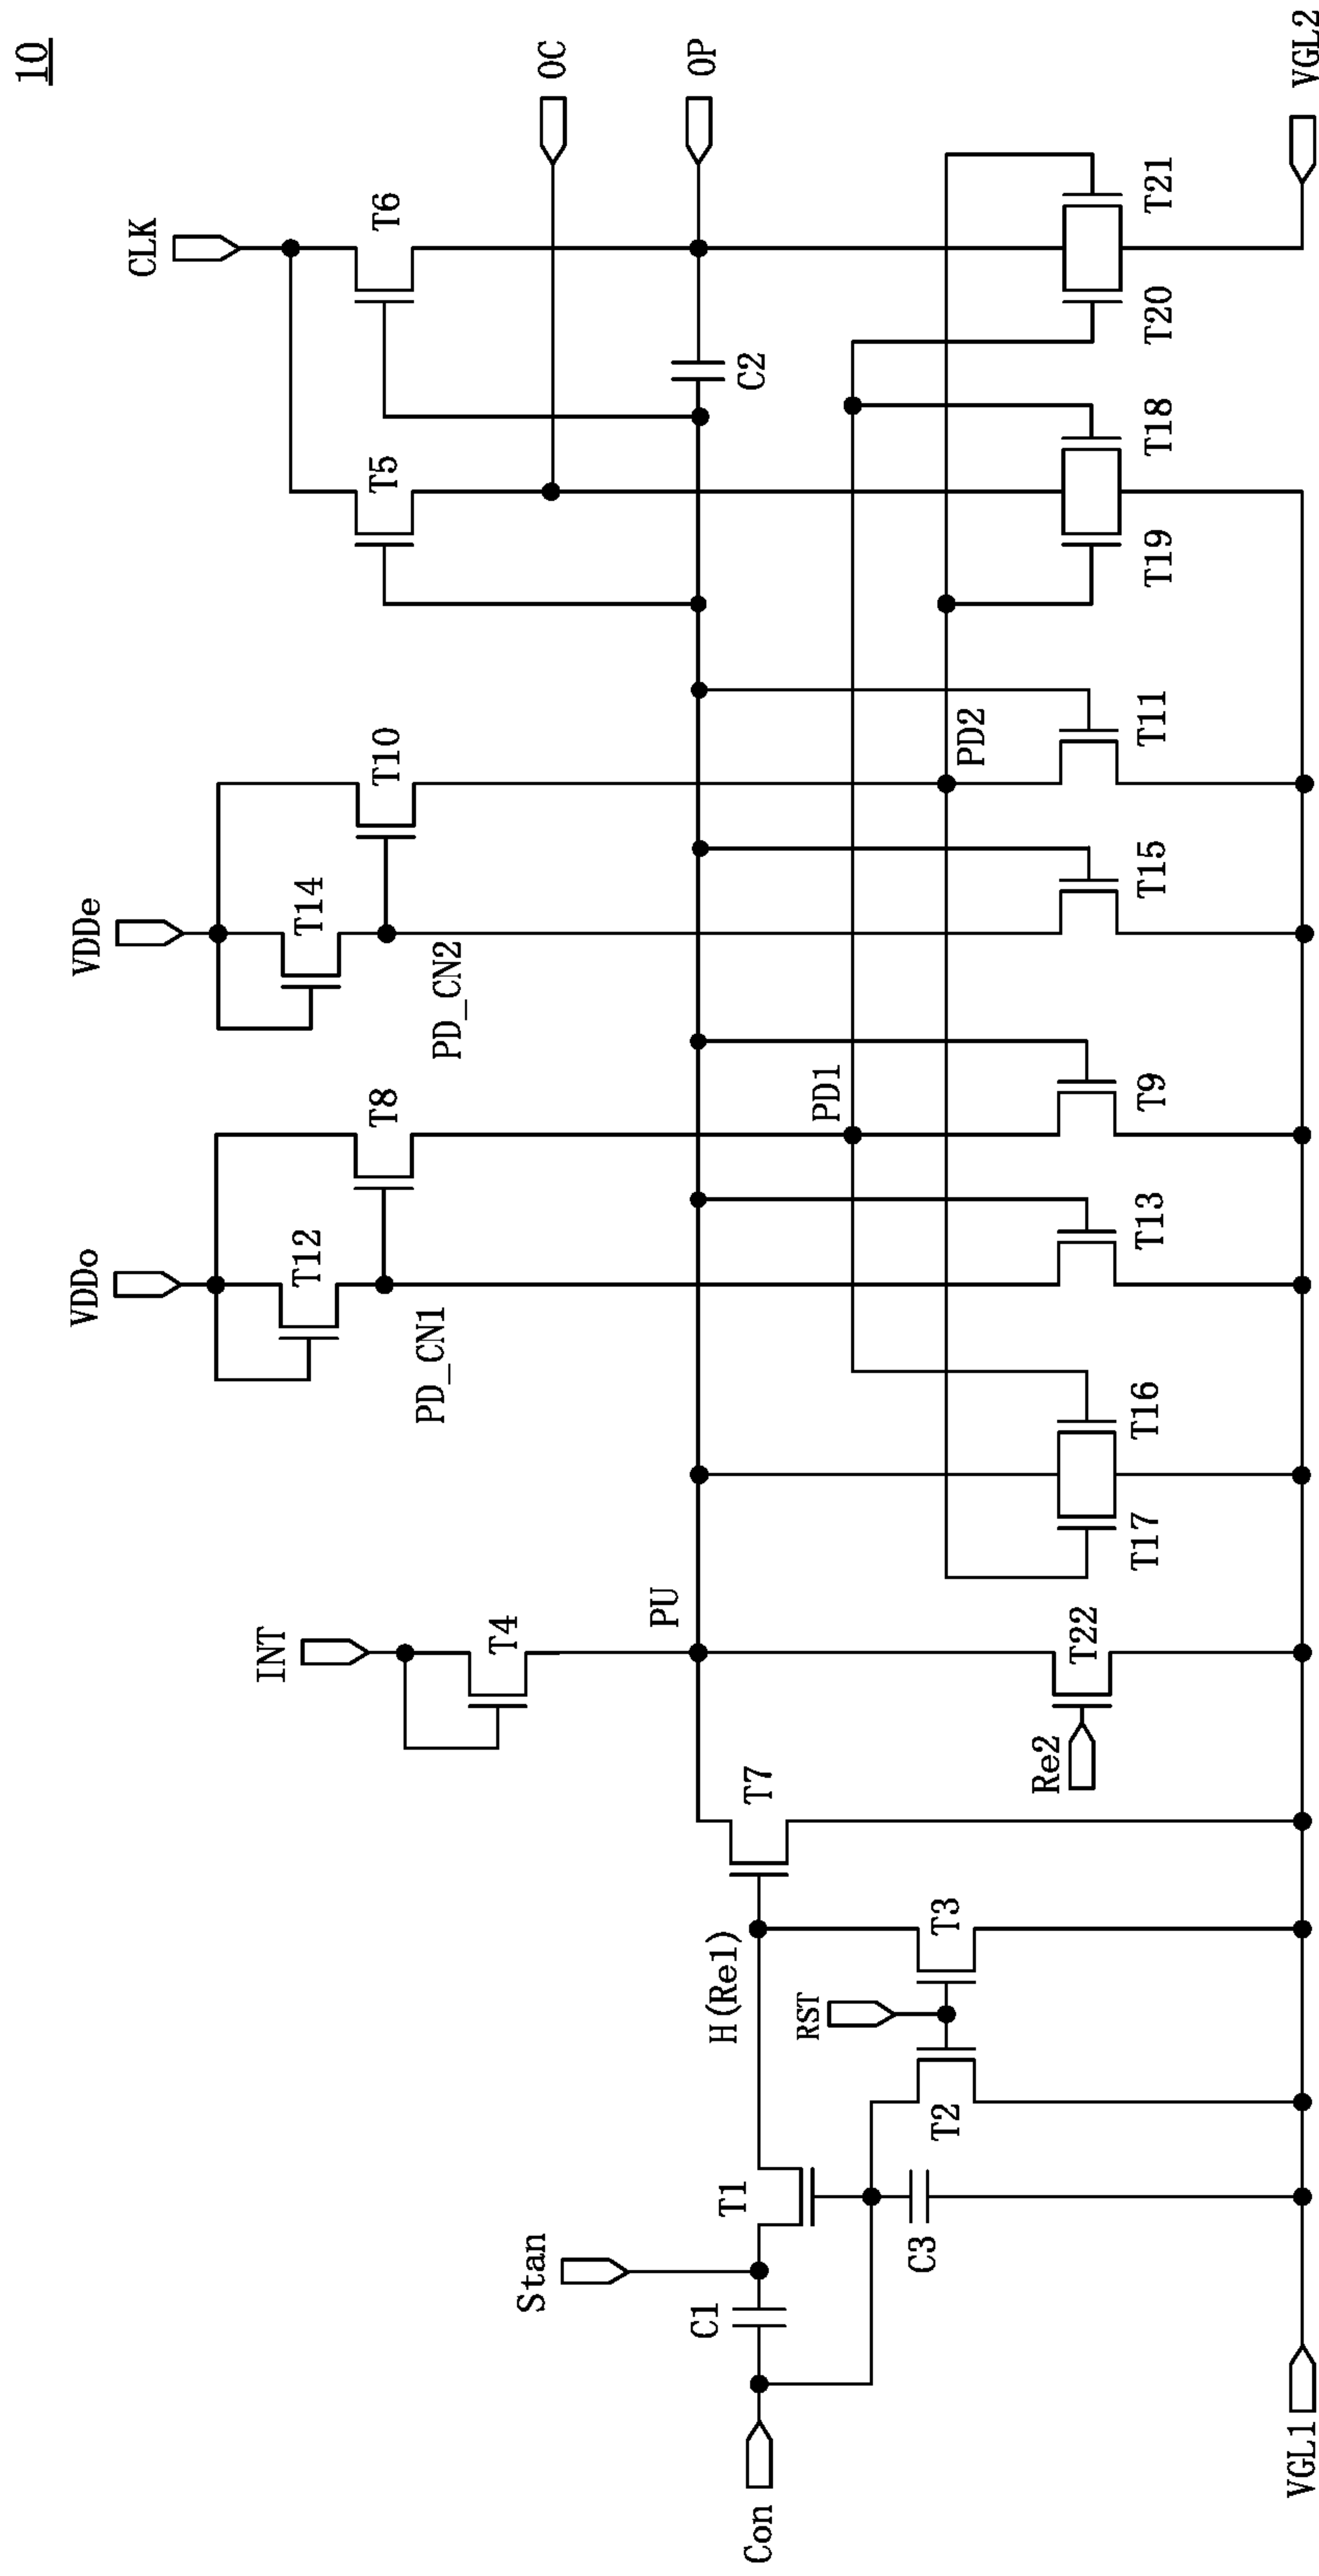 10
CLK
T6
OC
OP
T5
C2
T21
T20
VGL2
T18
T19
VDDe
T14
T10
PD_CN2
PD2
T11
T15
VDDo
T12
T8
PD_CN1
PD1
T9
T13
T16
T17
INT
T4
PU
T22
Re2
T7
H(Re1)
T3
RST
T2
T1
Stan
C1
C3
Con
VGL1